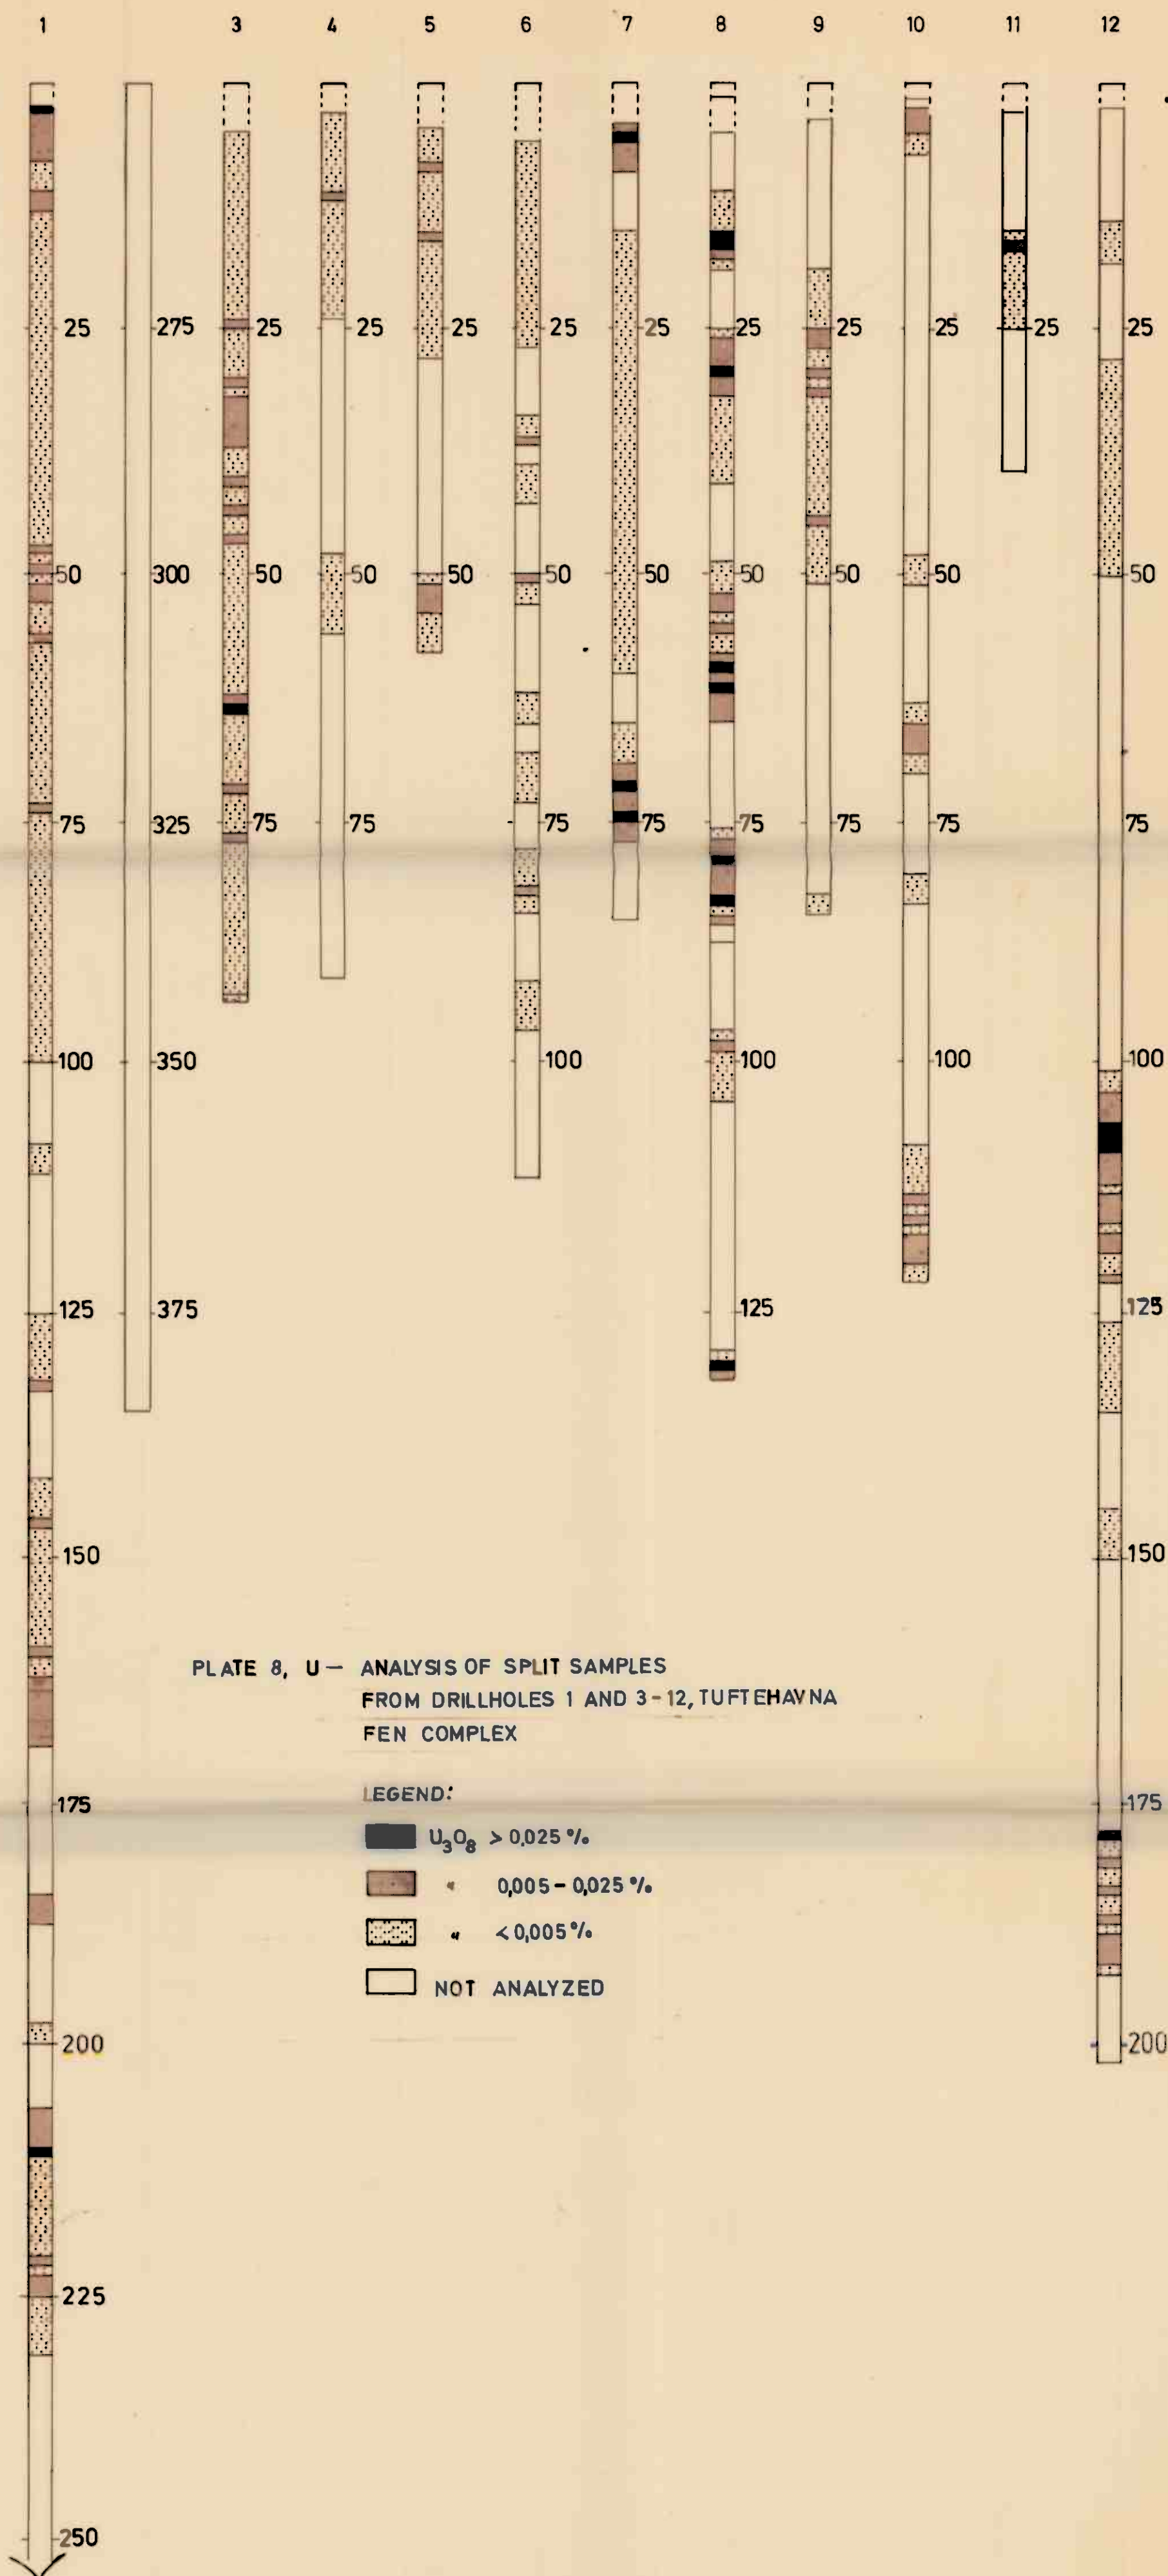 1 3 4 5 6 7 8 9 10 11 12
25 275 25 25 25 25 25 25 25 25 25 25
50 300 50 50 50 50 50 50 50 50 50
75 325 75 75 75 75 75 75 75 75
100 350 100 100 100 100
125 375 125 125
150 150
PLATE 8, U — ANALYSIS OF SPLIT SAMPLES
FROM DRILLHOLES 1 AND 3-12, TUFTEHAVNA
FEN COMPLEX
LEGEND:
175 175
U3O8 > 0,025 %
" 0,005 - 0,025 %
" < 0,005 %
NOT ANALYZED
200 200
225
250